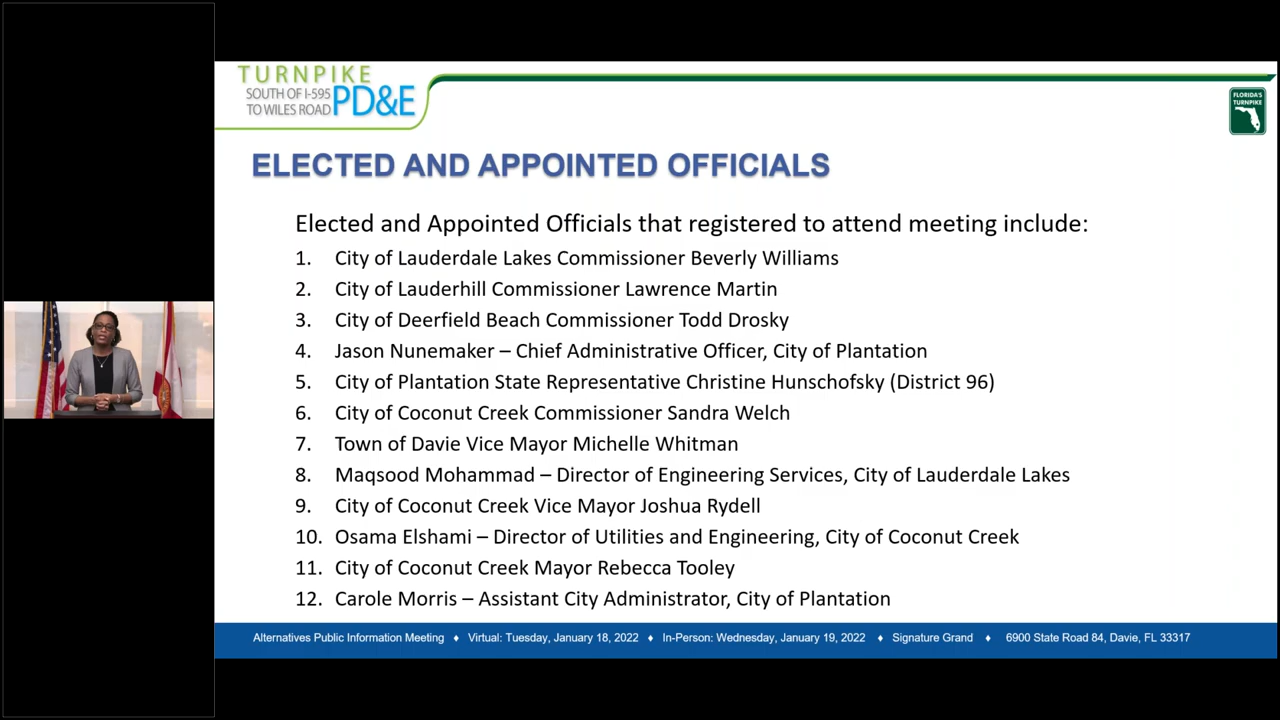 TURNPIKE
SOUTH OF I-595
TO WILES ROAD
PD&E
FLORIDA'S
TURNPIKE
ELECTED AND APPOINTED OFFICIALS
Elected and Appointed Officials that registered to attend meeting include:
1. City of Lauderdale Lakes Commissioner Beverly Williams
2. City of Lauderhill Commissioner Lawrence Martin
3. City of Deerfield Beach Commissioner Todd Drosky
4. Jason Nunemaker – Chief Administrative Officer, City of Plantation
5. City of Plantation State Representative Christine Hunschofsky (District 96)
6. City of Coconut Creek Commissioner Sandra Welch
7. Town of Davie Vice Mayor Michelle Whitman
8. Maqsood Mohammad – Director of Engineering Services, City of Lauderdale Lakes
9. City of Coconut Creek Vice Mayor Joshua Rydell
10. Osama Elshami – Director of Utilities and Engineering, City of Coconut Creek
11. City of Coconut Creek Mayor Rebecca Tooley
12. Carole Morris – Assistant City Administrator, City of Plantation
Alternatives Public Information Meeting ♦ Virtual: Tuesday, January 18, 2022 ♦ In-Person: Wednesday, January 19, 2022 ♦ Signature Grand ♦ 6900 State Road 84, Davie, FL 33317